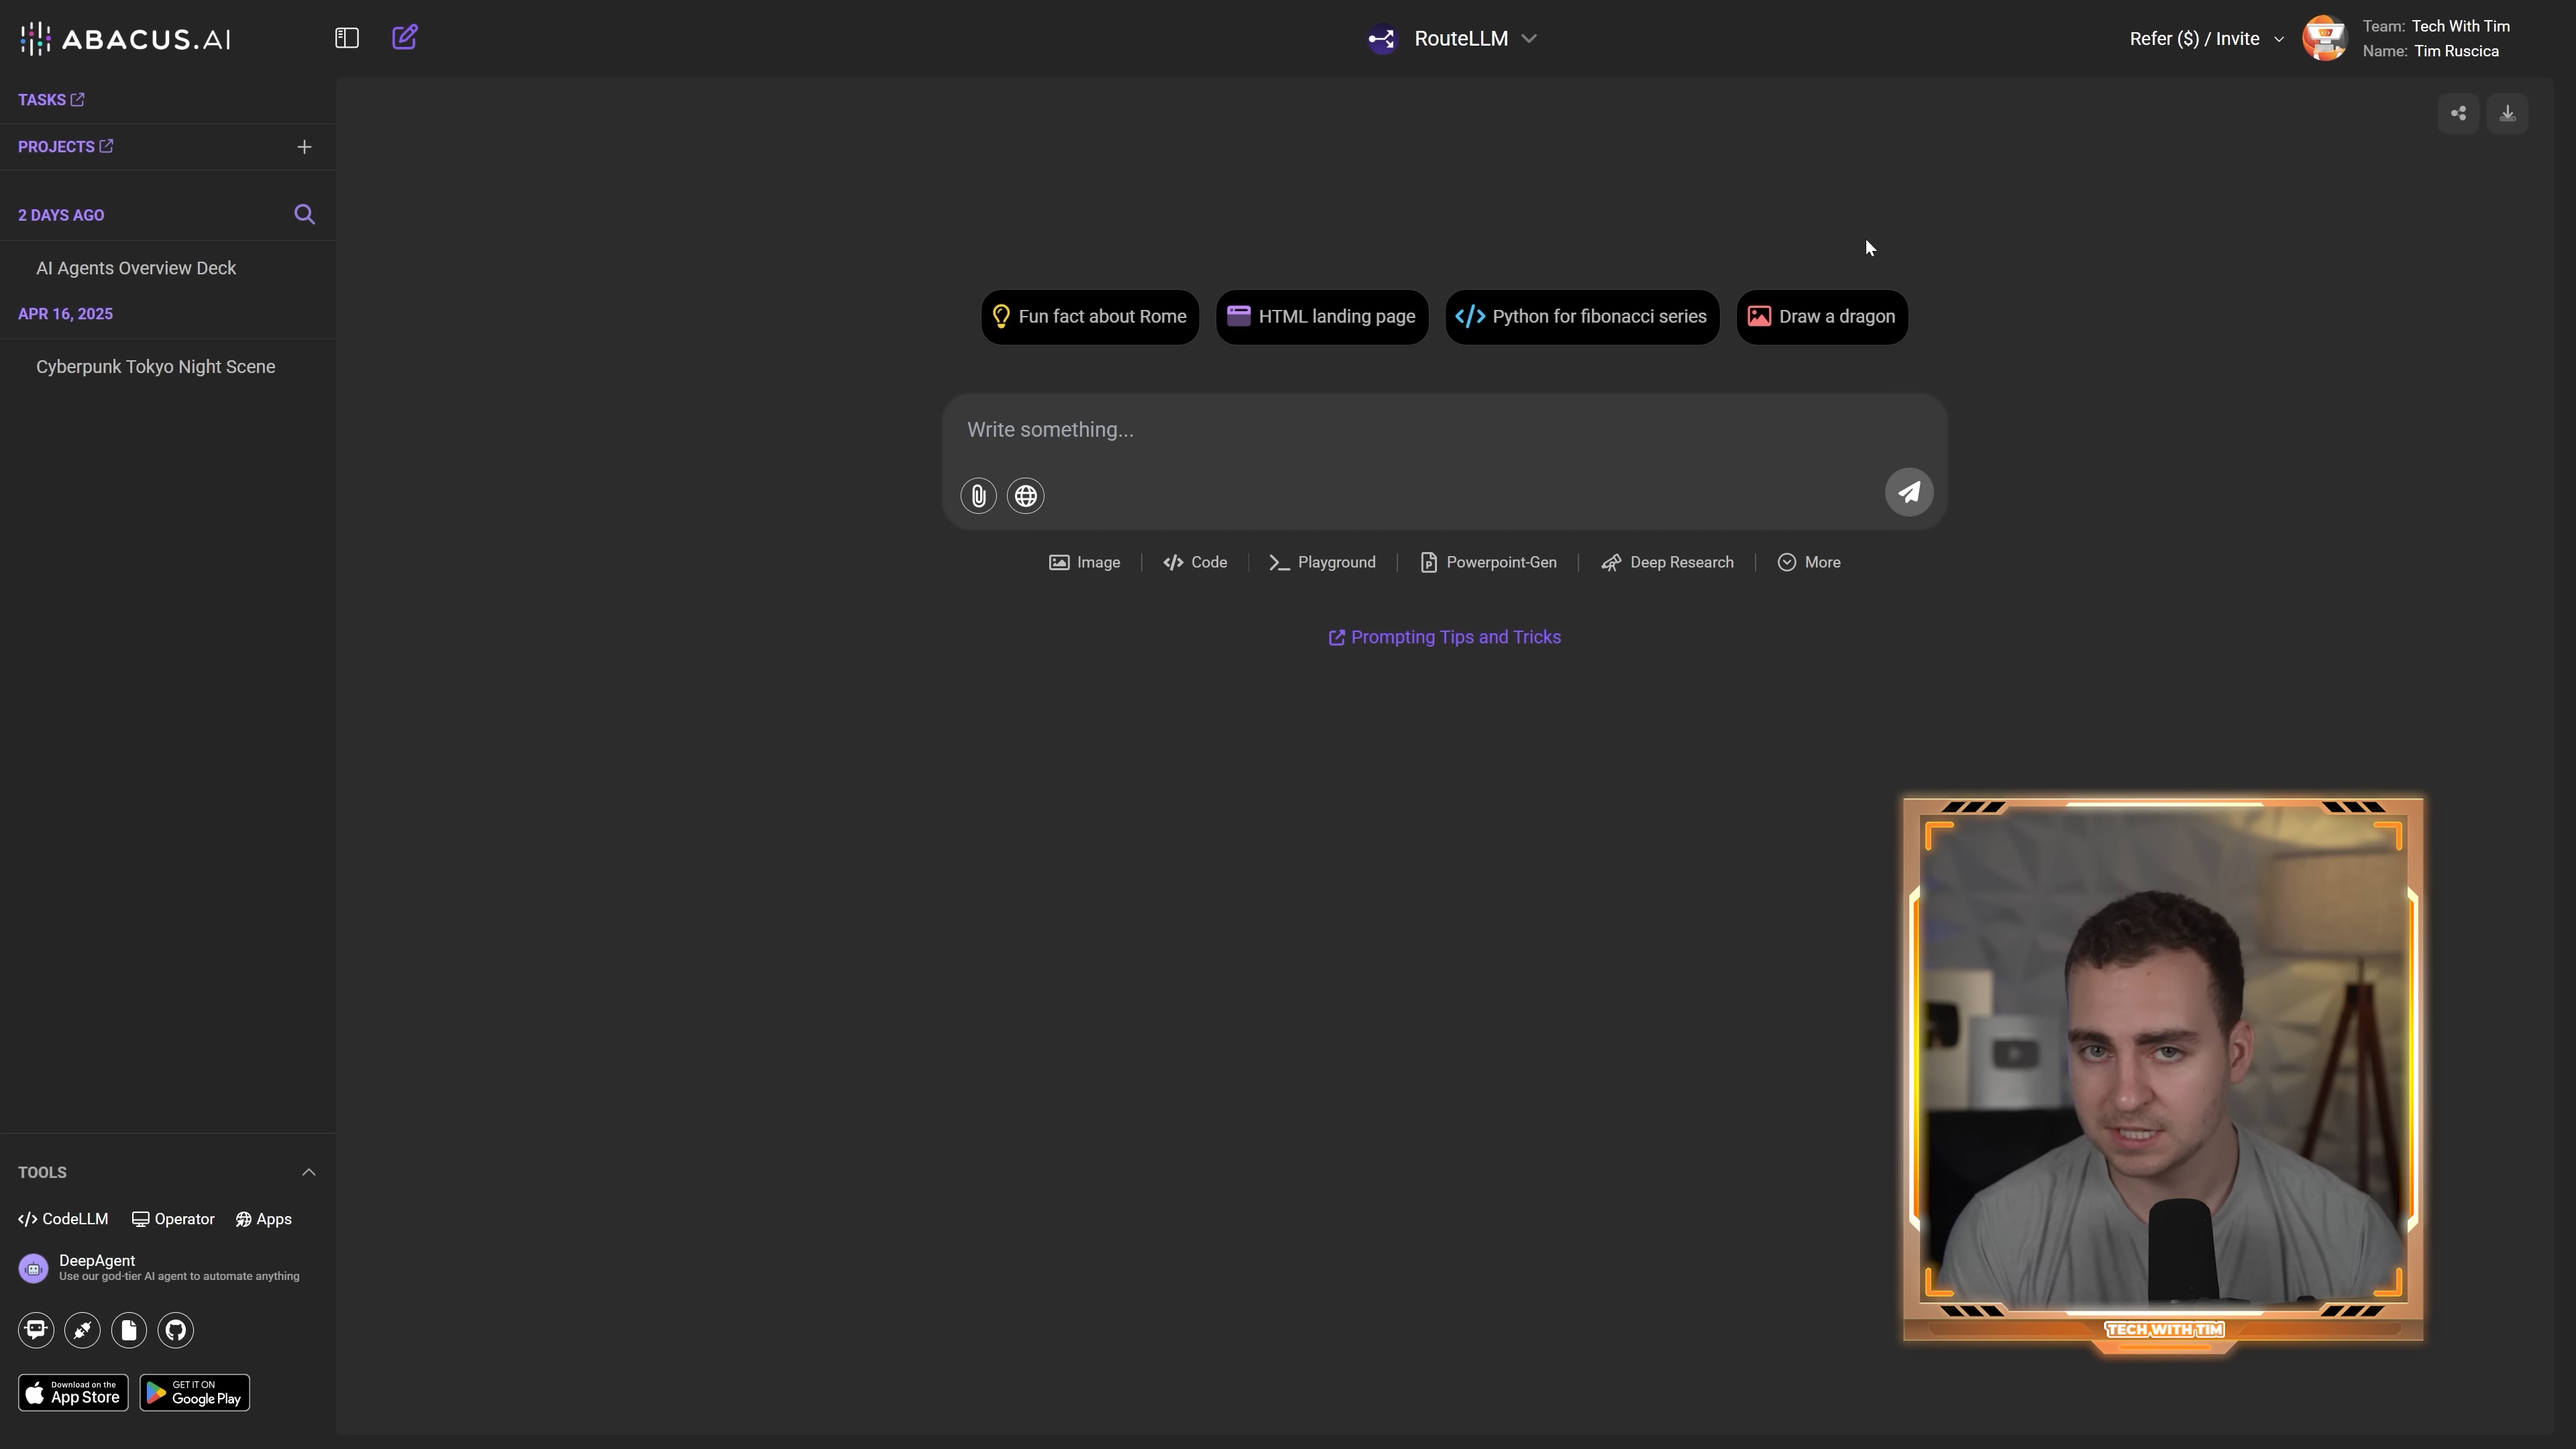 ABACUS.AI
RouteLLM
Refer ($) / Invite
Team: Tech With Tim
Name: Tim Ruscica
TASKS
PROJECTS
2 DAYS AGO
AI Agents Overview Deck
APR 16, 2025
Cyberpunk Tokyo Night Scene
Fun fact about Rome
HTML landing page
Python for fibonacci series
Draw a dragon
Write something...
Image
Code
Playground
Powerpoint-Gen
Deep Research
More
Prompting Tips and Tricks
TOOLS
CodeLLM
Operator
Apps
DeepAgent
Use our god-tier AI agent to automate anything
Download on the
App Store
GET IT ON
Google Play
TECH WITH TIM